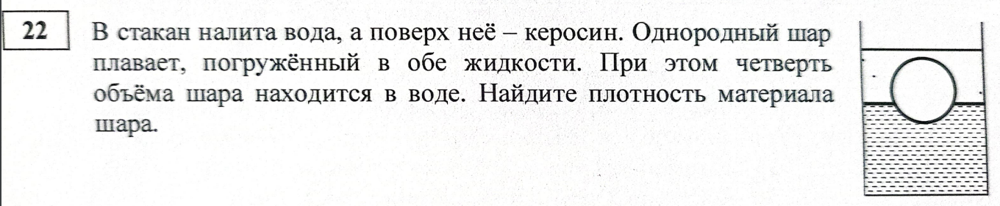 22
В стакан налита вода, а поверх неё – керосин. Однородный шар
плавает, погружённый в обе жидкости. При этом четверть
объёма шара находится в воде. Найдите плотность материала
шара.